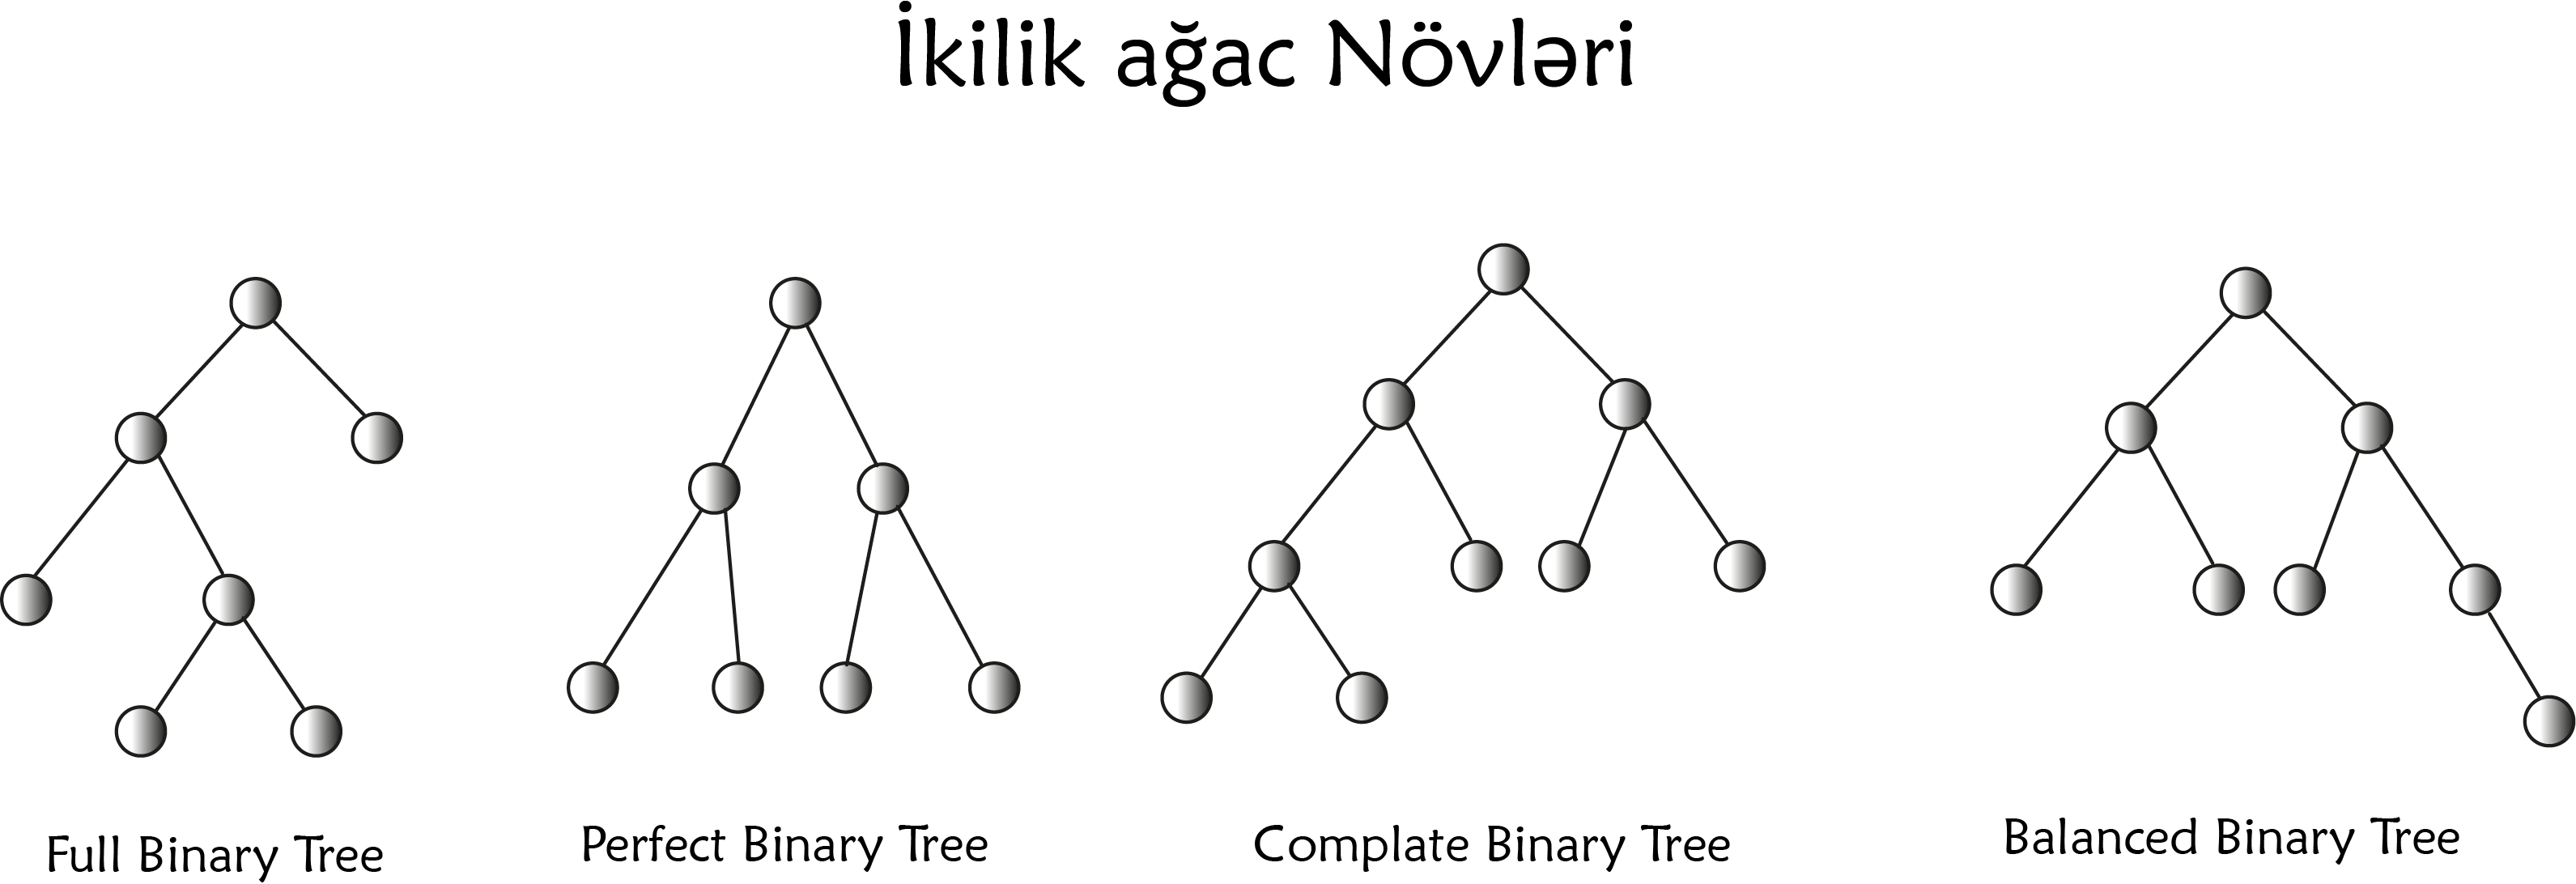 İkilik ağac Növləri
Full Binary Tree
Perfect Binary Tree
Complate Binary Tree
Balanced Binary Tree